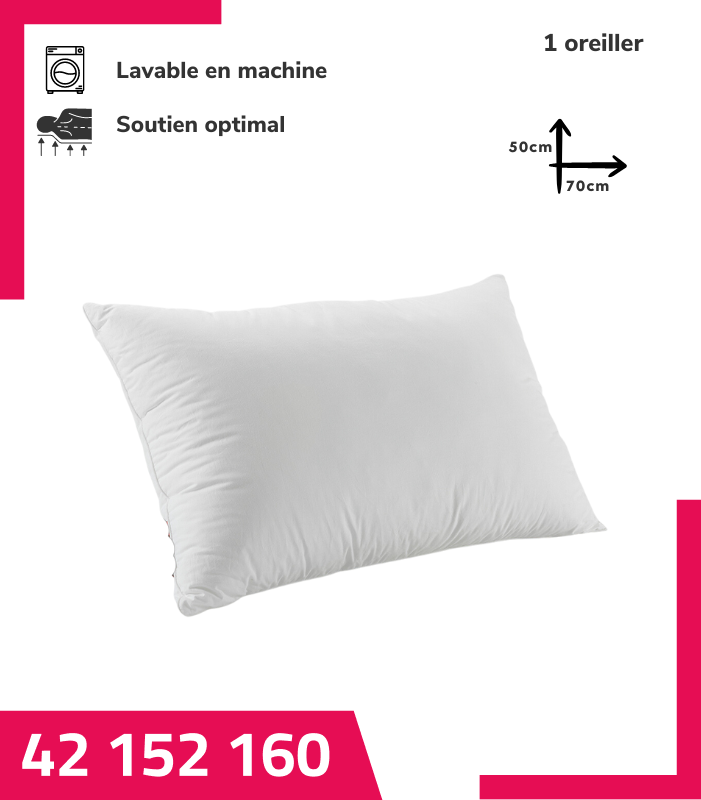 Lavable en machine
Soutien optimal
1 oreiller
50cm
70cm
42 152 160